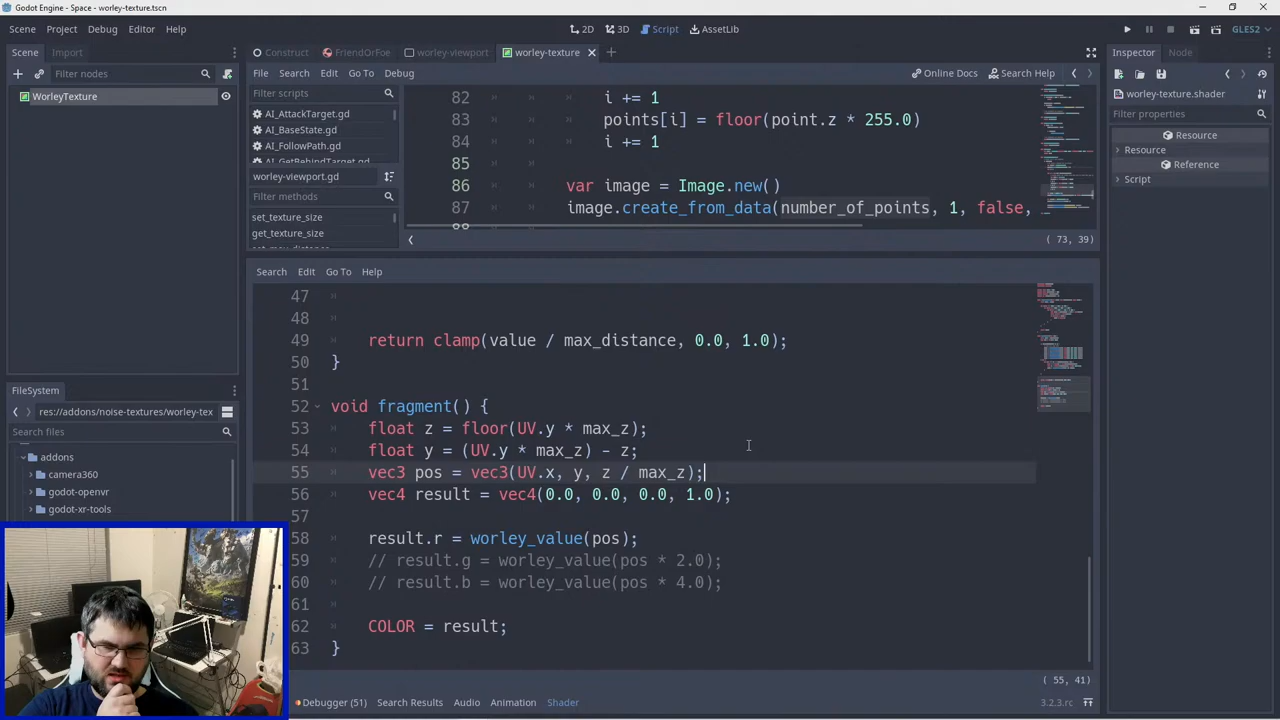 Godot Engine - Space - worley-texture.tscn
Scene Project Debug Editor Help
2D 3D Script AssetLib
GLES2
Scene Import
Filter nodes
WorleyTexture
FileSystem
res://addons/noise-textures/worley-tex
Search files
addons
camera360
godot-openvr
godot-xr-tools
Construct FriendOrFoe worley-viewport worley-texture
File Search Edit Go To Debug
Online Docs Search Help
Filter scripts
AI_AttackTarget.gd
AI_BaseState.gd
AI_FollowPath.gd
AI_GetBehindTarget.gd
worley-viewport.gd
Filter methods
set_texture_size
get_texture_size
set_max_distance
82 i += 1
83 points[i] = floor(point.z * 255.0)
84 i += 1
85
86 var image = Image.new()
87 image.create_from_data(number_of_points, 1, false,
88
( 73, 39)
Search Edit Go To Help
47
48
49 return clamp(value / max_distance, 0.0, 1.0);
50 }
51
52 void fragment() {
53 float z = floor(UV.y * max_z);
54 float y = (UV.y * max_z) - z;
55 vec3 pos = vec3(UV.x, y, z / max_z);
56 vec4 result = vec4(0.0, 0.0, 0.0, 1.0);
57
58 result.r = worley_value(pos);
59 // result.g = worley_value(pos * 2.0);
60 // result.b = worley_value(pos * 4.0);
61
62 COLOR = result;
63 }
( 55, 41)
Debugger (51) Search Results Audio Animation Shader
3.2.3.rc
Inspector Node
worley-texture.shader
Filter properties
Resource
Resource
Reference
Script